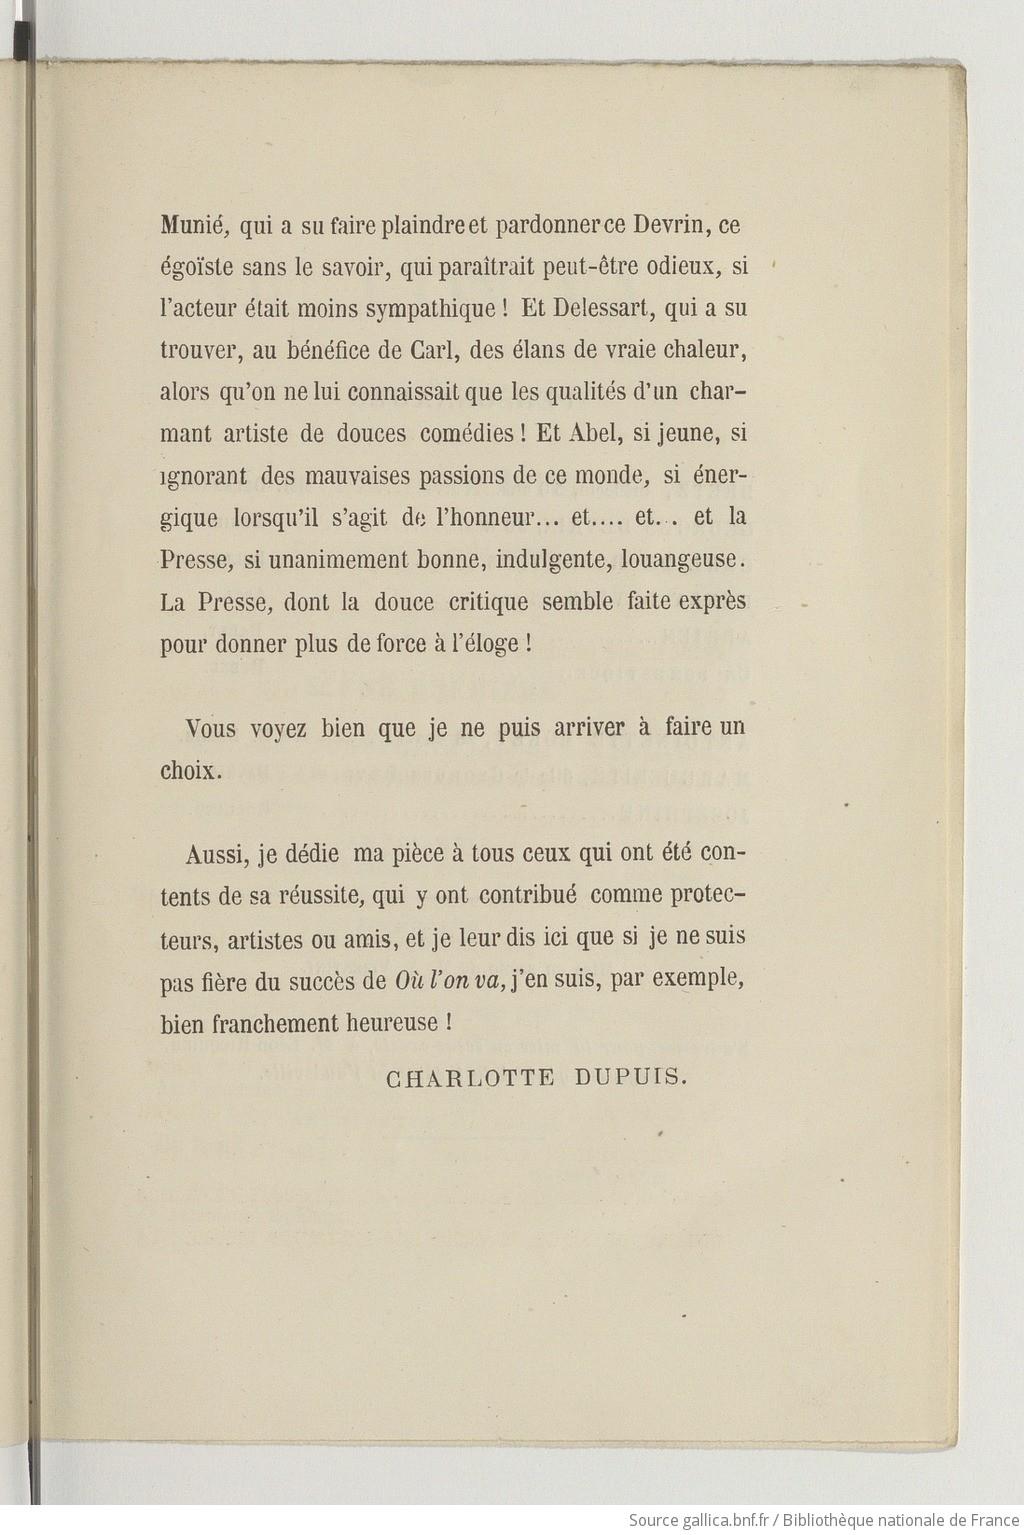 Munié, qui a su faire plaindre et pardonner ce Devrin, ce
égoïste sans le savoir, qui paraîtrait peut-être odieux, si
l'acteur était moins sympathique ! Et Delessart, qui a su
trouver, au bénéfice de Carl, des élans de vraie chaleur,
alors qu'on ne lui connaissait que les qualités d'un char-
mant artiste de douces comédies ! Et Abel, si jeune, si
ignorant des mauvaises passions de ce monde, si éner-
gique lorsqu'il s'agit de l'honneur... et.... et... et la
Presse, si unanimement bonne, indulgente, louangeuse.
La Presse, dont la douce critique semble faite exprès
pour donner plus de force à l'éloge !
Vous voyez bien que je ne puis arriver à faire un
choix.
Aussi, je dédie ma pièce à tous ceux qui ont été con-
tents de sa réussite, qui y ont contribué comme protec-
teurs, artistes ou amis, et je leur dis ici que si je ne suis
pas fière du succès de Où l'on va, j'en suis, par exemple,
bien franchement heureuse !
CHARLOTTE DUPUIS.
Source gallica.bnf.fr / Bibliothèque nationale de France